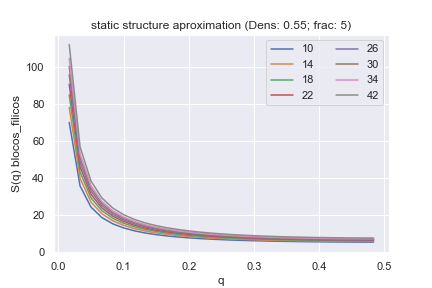 static structure aproximation (Dens: 0.55; frac: 5)
10 26
14 30
18 34
22 42
100
80
60
40
20
0
S(q) blocos_filicos
0.0 0.1 0.2 0.3 0.4 0.5
q